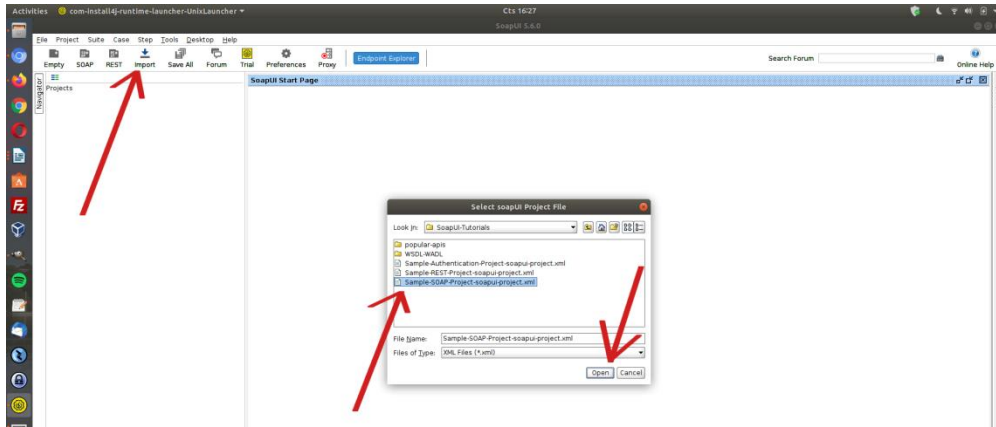 Activities com-install4j-runtime-launcher-UnixLauncher Cts 16:27
SoapUI 5.6.0
File Project Suite Case Step Tools Desktop Help
Empty SOAP REST Import Save All Forum Trial Preferences Proxy Endpoint Explorer Search Forum Online Help
Navigator
Projects
SoapUI Start Page
Select soapUI Project File
Look in: SoapUI-Tutorials
popular-apis
WSDL-WADL
Sample-Authentication-Project-soapui-project.xml
Sample-REST-Project-soapui-project.xml
Sample-SOAP-Project-soapui-project.xml
File Name: Sample-SOAP-Project-soapui-project.xml
Files of Type: XML Files (*.xml)
Open Cancel